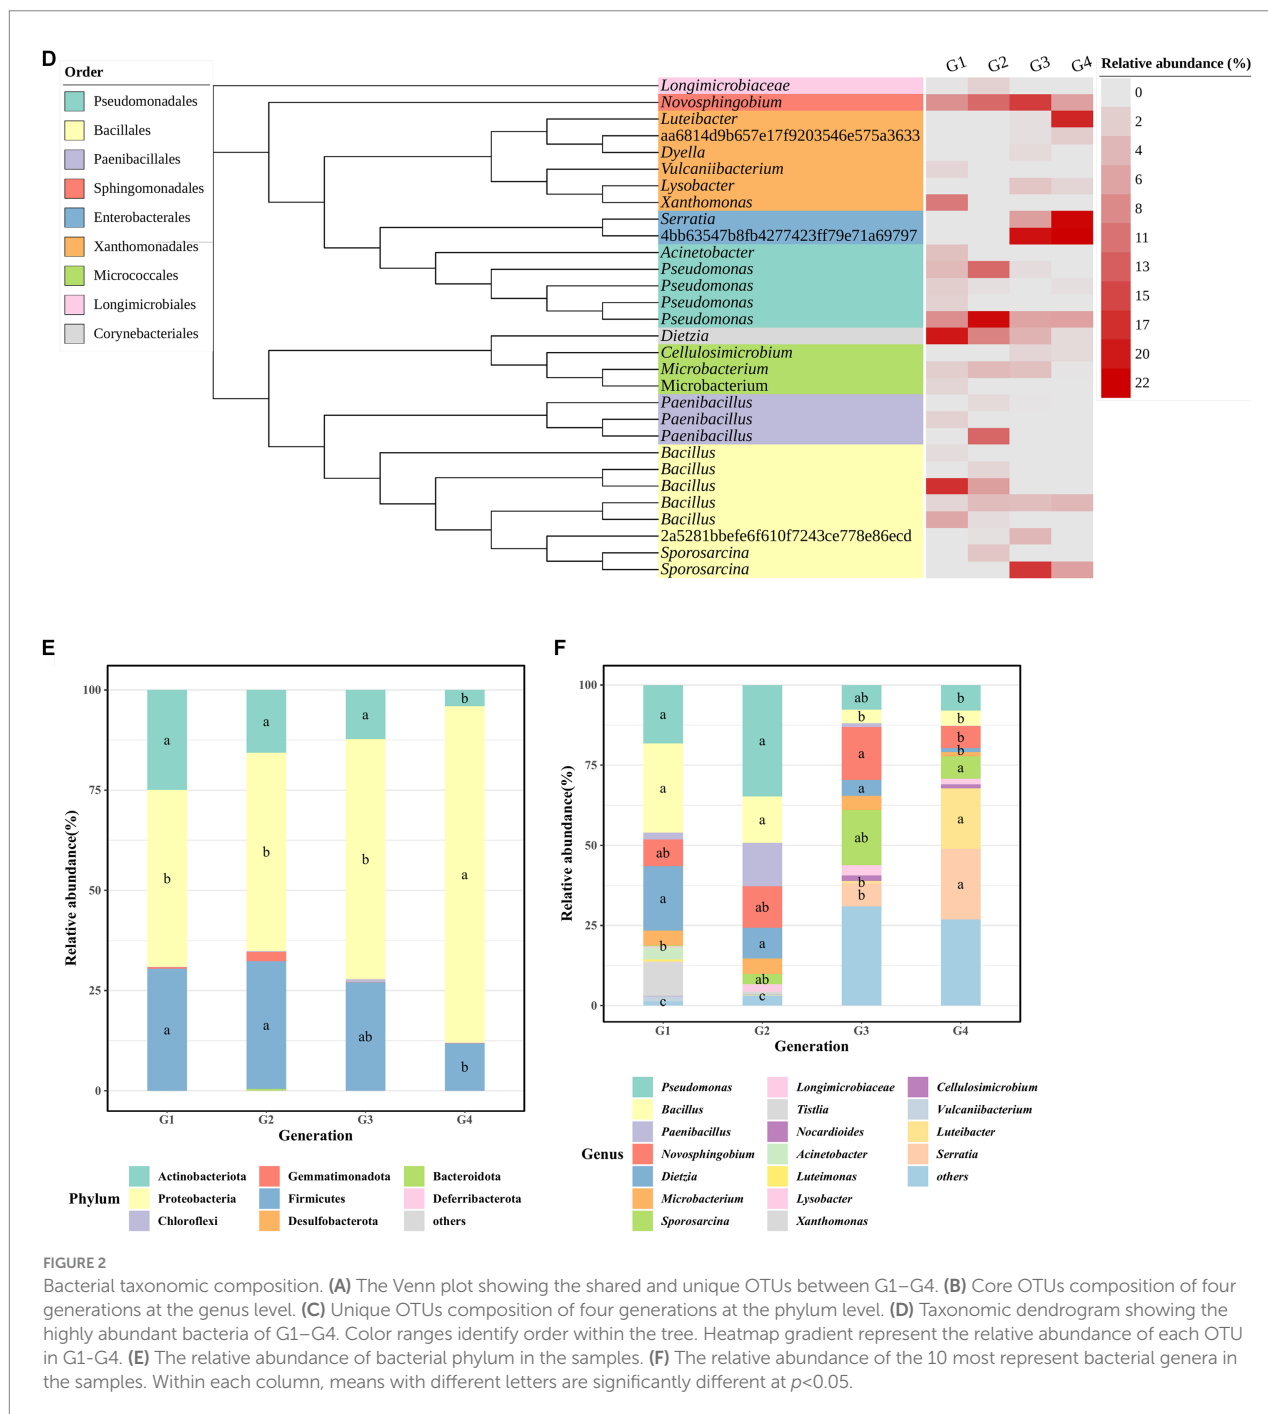 D
Order
Pseudomonadales
Bacillales
Paenibacillales
Sphingomonadales
Enterobacterales
Xanthomonadales
Micrococcales
Longimicrobiales
Corynebacteriales
G1 G2 G3 G4
Longimicrobiaceae
Novosphingobium
Luteibacter
aa6814d9b657e17f9203546e575a3633
Dyella
Vulcaniibacterium
Lysobacter
Xanthomonas
Serratia
4bb63547b8fb4277423ff79e71a69797
Acinetobacter
Pseudomonas
Pseudomonas
Pseudomonas
Pseudomonas
Dietzia
Cellulosimicrobium
Microbacterium
Microbacterium
Paenibacillus
Paenibacillus
Paenibacillus
Bacillus
Bacillus
Bacillus
Bacillus
Bacillus
2a5281bbefe6f610f7243ce778e86ecd
Sporosarcina
Sporosarcina
Relative abundance (%)
0
2
4
6
8
11
13
15
17
20
22
E
Relative abundance(%)
100
75
50
25
0
a a a b
b b b a
a a ab b
G1 G2 G3 G4
Generation
Phylum
Actinobacteriota
Proteobacteria
Chloroflexi
Gemmatimonadota
Firmicutes
Desulfobacterota
Bacteroidota
Deferribacterota
others
F
Relative abundance(%)
100
75
50
25
0
a
a
ab
a
b
c
a
a
ab
a
ab
c
ab
b
a
a
ab
b
b
b
b
b
b
a
a
a
G1 G2 G3 G4
Generation
Genus
Pseudomonas
Bacillus
Paenibacillus
Novosphingobium
Dietzia
Microbacterium
Sporosarcina
Longimicrobiaceae
Tistlia
Nocardioides
Acinetobacter
Luteimonas
Lysobacter
Xanthomonas
Cellulosimicrobium
Vulcaniibacterium
Luteibacter
Serratia
others
FIGURE 2
Bacterial taxonomic composition. (A) The Venn plot showing the shared and unique OTUs between G1–G4. (B) Core OTUs composition of four
generations at the genus level. (C) Unique OTUs composition of four generations at the phylum level. (D) Taxonomic dendrogram showing the
highly abundant bacteria of G1–G4. Color ranges identify order within the tree. Heatmap gradient represent the relative abundance of each OTU
in G1-G4. (E) The relative abundance of bacterial phylum in the samples. (F) The relative abundance of the 10 most represent bacterial genera in
the samples. Within each column, means with different letters are significantly different at p<0.05.